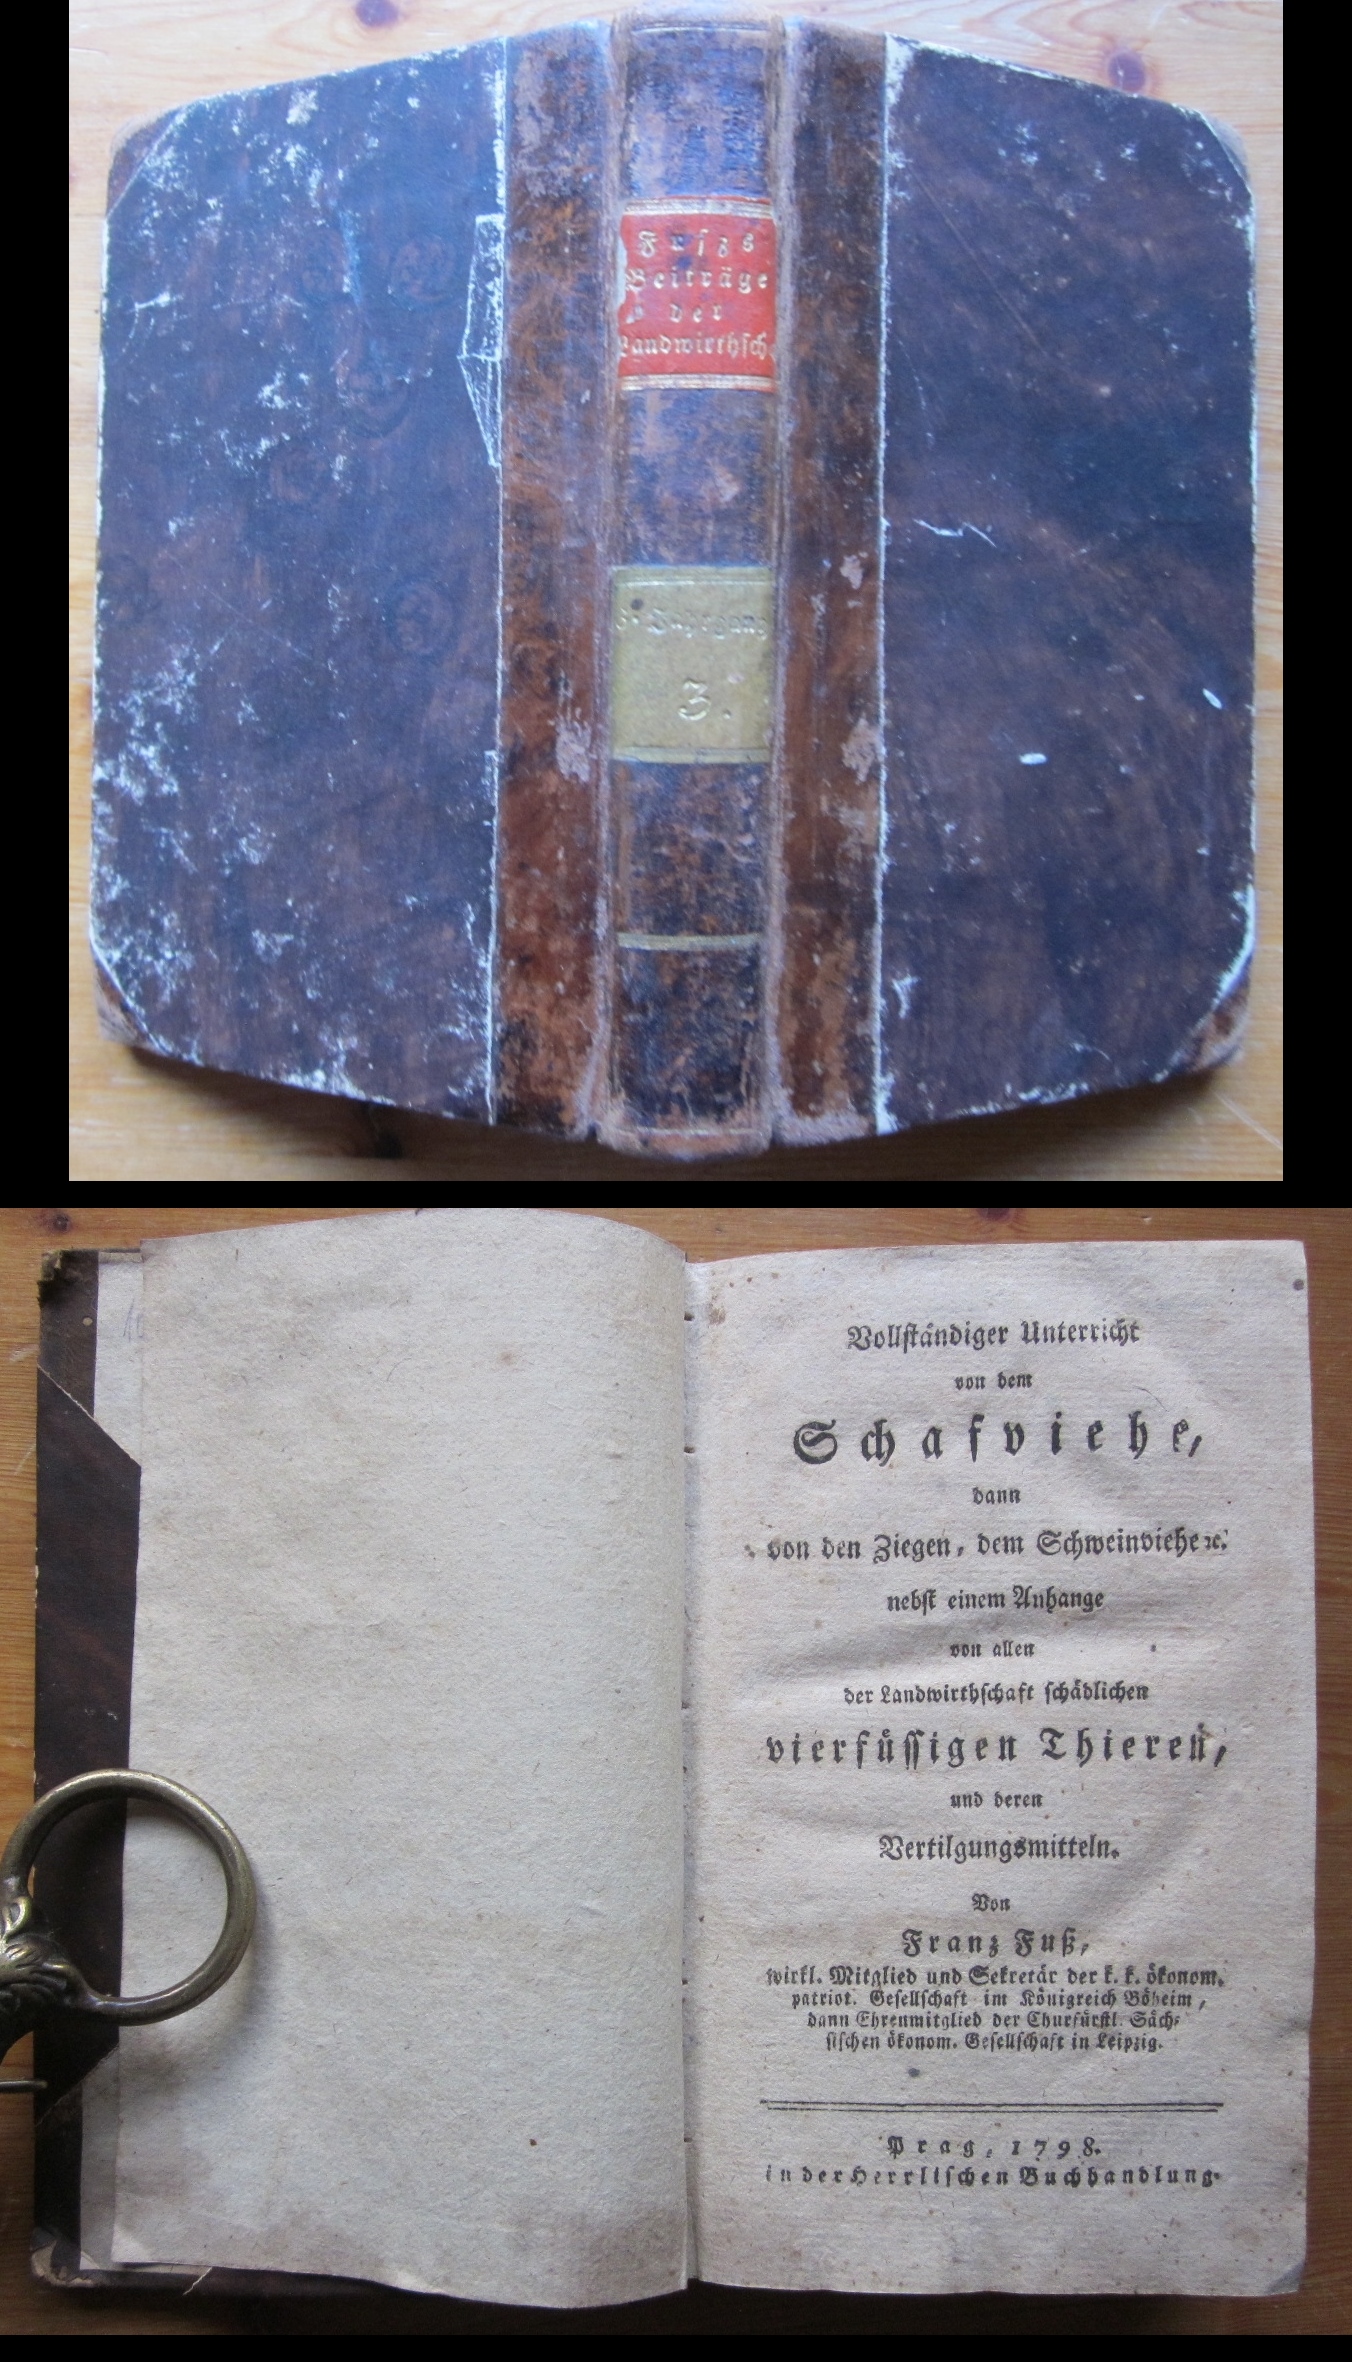 Fuſzs
Beiträge
der
Landwirthsch.
Jahrgang
3.
Vollſtändiger Unterricht
von dem
Schafviehe,
dann
von den Ziegen, dem Schweinviehe ꝛc.
nebſt einem Anhange
von allen
der Landwirthſchaft ſchädlichen
vierfüſſigen Thieren,
und deren
Vertilgungsmitteln.
Von
Franz Fuß,
wirkl. Mitglied und Sekretär der k. k. ökonom.
patriot. Geſellſchaft im Königreich Böheim,
dann Ehrenmitglied der Churfürſtl. Säch⸗
ſiſchen ökonom. Geſellſchaft in Leipzig.
Prag, 1798.
in der Herrliſchen Buchhandlung.